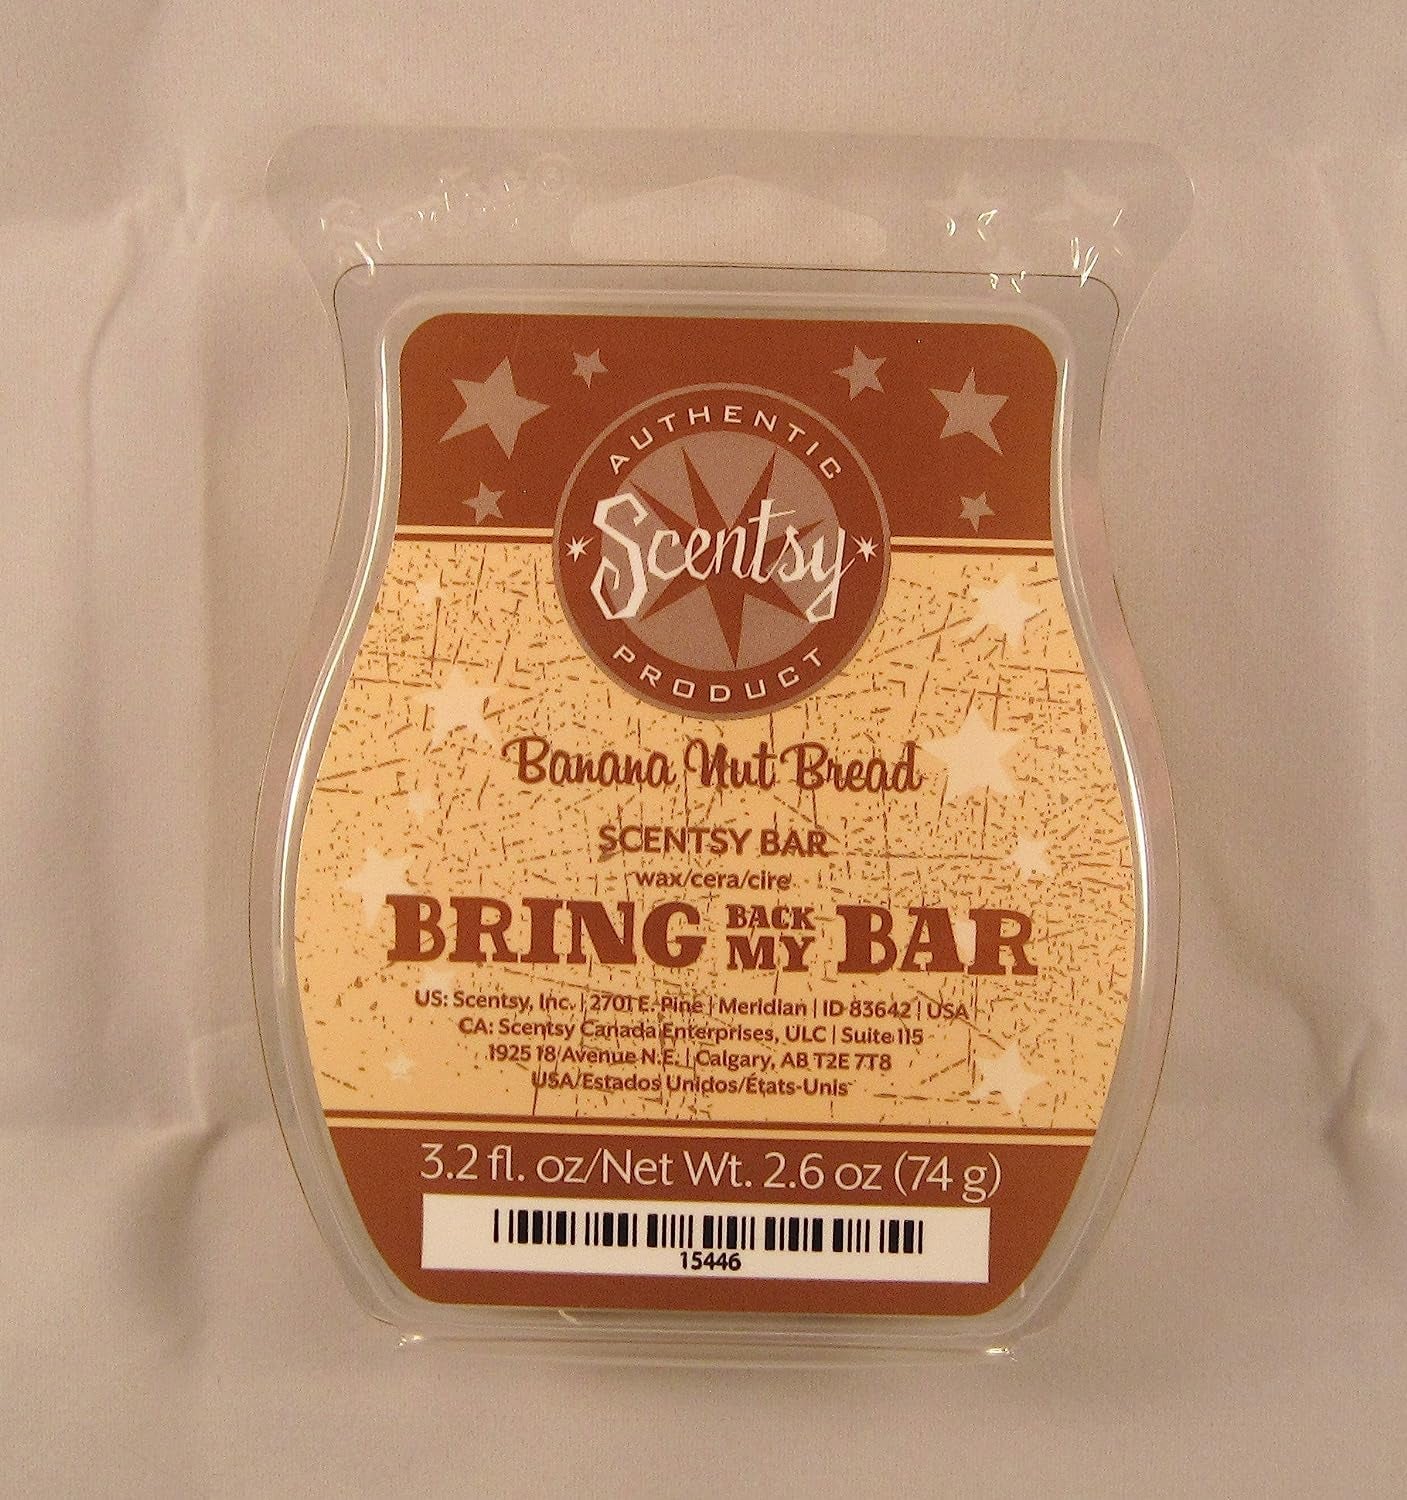 AUTHENTIC
Scentsy
PRODUCT
Banana Nut Bread
SCENTSY BAR
wax/cera/cire
BRING BACK MY BAR
US: Scentsy, Inc. | 2701 E. Pine | Meridian | ID 83642 | USA
CA: Scentsy Canada Enterprises, ULC | Suite 115
1925 18 Avenue N.E. | Calgary, AB T2E 7T8
USA/Estados Unidos/États-Unis
3.2 fl. oz/Net Wt. 2.6 oz (74 g)
15446